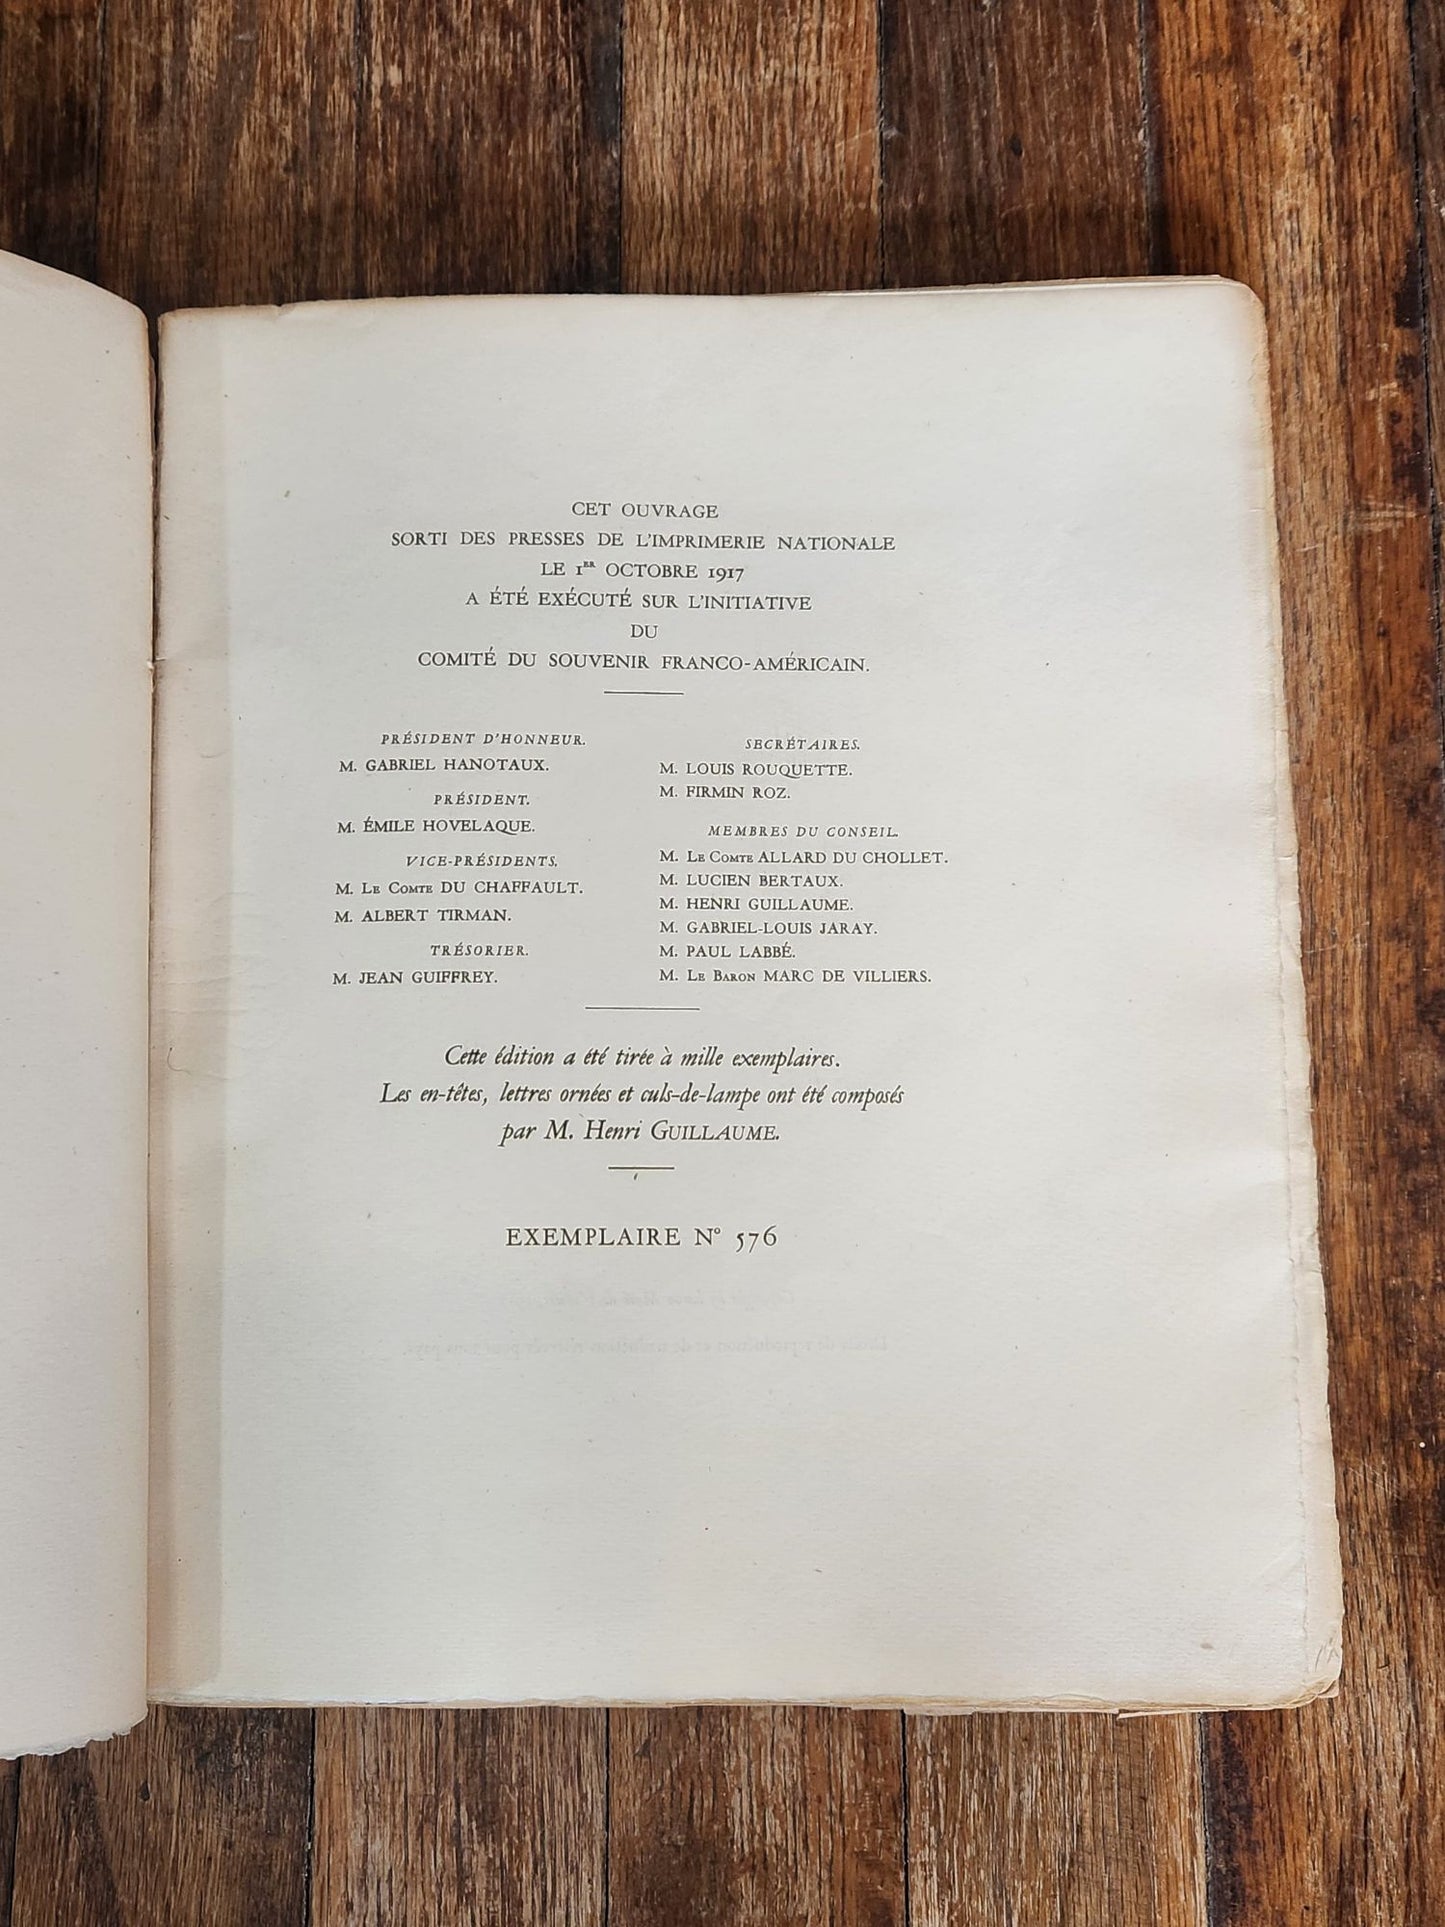 CET OUVRAGE
SORTI DES PRESSES DE L'IMPRIMERIE NATIONALE
LE 1ER OCTOBRE 1917
A ÉTÉ EXÉCUTÉ SUR L'INITIATIVE
DU
COMITÉ DU SOUVENIR FRANCO-AMÉRICAIN.
PRÉSIDENT D'HONNEUR.
M. GABRIEL HANOTAUX.
PRÉSIDENT.
M. ÉMILE HOVELAQUE.
VICE-PRÉSIDENTS.
M. Le Comte DU CHAFFAULT.
M. ALBERT TIRMAN.
TRÉSORIER.
M. JEAN GUIFFREY.
SECRÉTAIRES.
M. LOUIS ROUQUETTE.
M. FIRMIN ROZ.
MEMBRES DU CONSEIL.
M. Le Comte ALLARD DU CHOLLET.
M. LUCIEN BERTAUX.
M. HENRI GUILLAUME.
M. GABRIEL-LOUIS JARAY.
M. PAUL LABBÉ.
M. Le Baron MARC DE VILLIERS.
Cette édition a été tirée à mille exemplaires.
Les en-têtes, lettres ornées et culs-de-lampe ont été composés
par M. Henri GUILLAUME.
EXEMPLAIRE N° 576